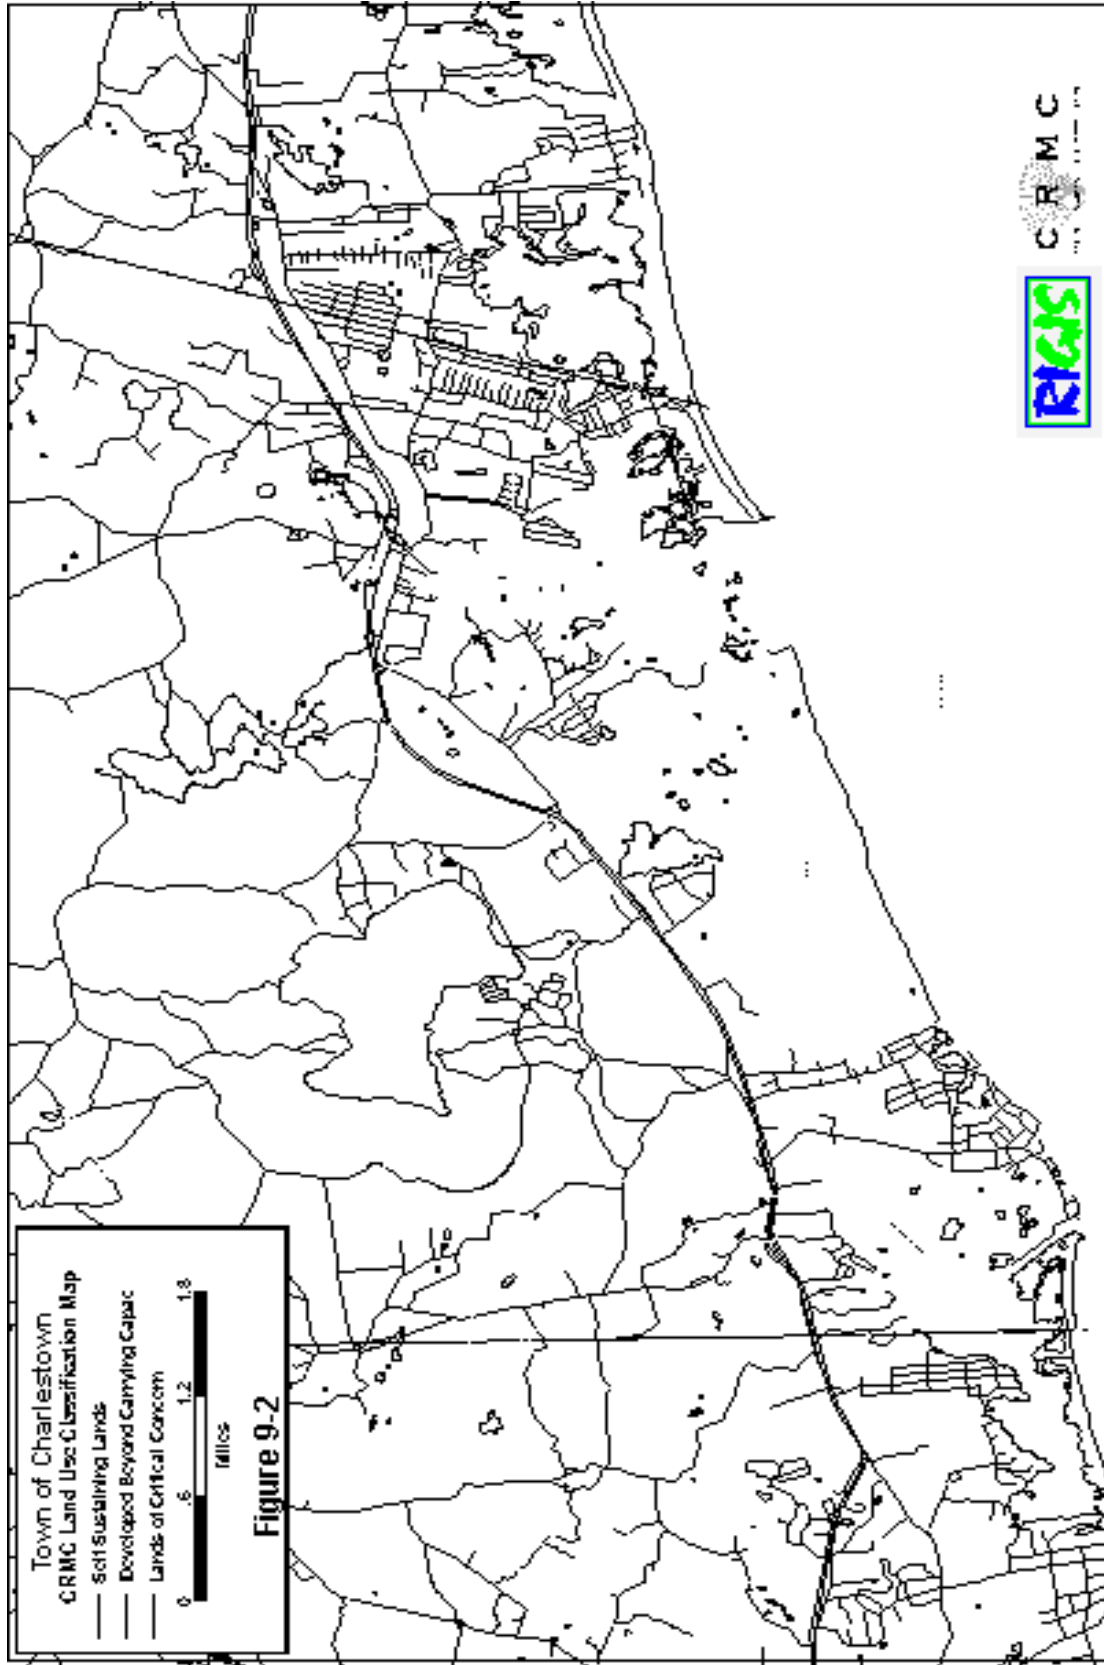 Town of Charlestown
CRMC Land Use Classification Map
Self Sustaining Lands
Developed Beyond Carrying Capac
Lands of Critical Concern
0 .6 1.2 1.8
Miles
Figure 9-2
RIGIS
C R M C